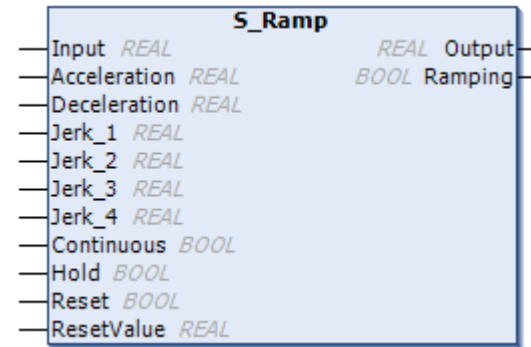 S_Ramp
Input REAL REAL Output
Acceleration REAL BOOL Ramping
Deceleration REAL
Jerk_1 REAL
Jerk_2 REAL
Jerk_3 REAL
Jerk_4 REAL
Continuous BOOL
Hold BOOL
Reset BOOL
ResetValue REAL